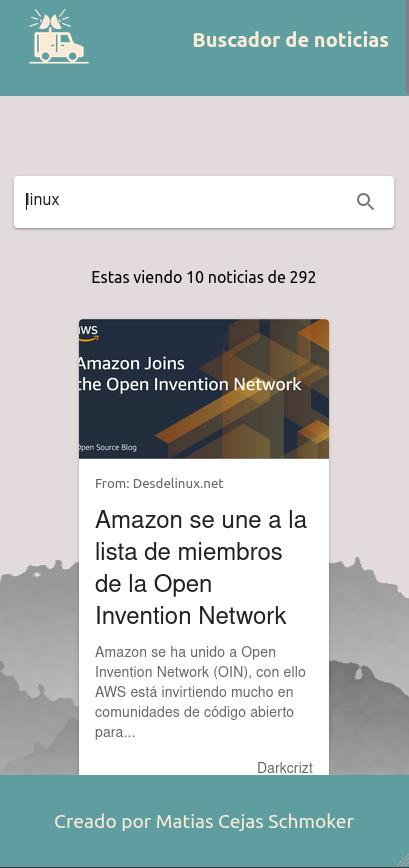 Buscador de noticias
linux
Estas viendo 10 noticias de 292
aws
Amazon Joins
the Open Invention Network
Open Source Blog
From: Desdelinux.net
Amazon se une a la
lista de miembros
de la Open
Invention Network
Amazon se ha unido a Open
Invention Network (OIN), con ello
AWS está invirtiendo mucho en
comunidades de código abierto
para...
Darkcrizt
Creado por Matias Cejas Schmoker